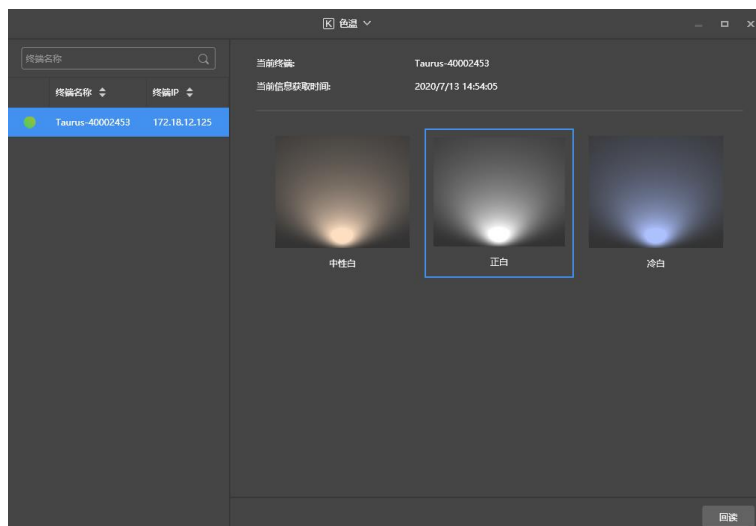 K 色温
终端名称
终端名称 终端IP
Taurus-40002453 172.18.12.125
当前终端: Taurus-40002453
当前信息获取时间: 2020/7/13 14:54:05
中性白 正白 冷白
回读